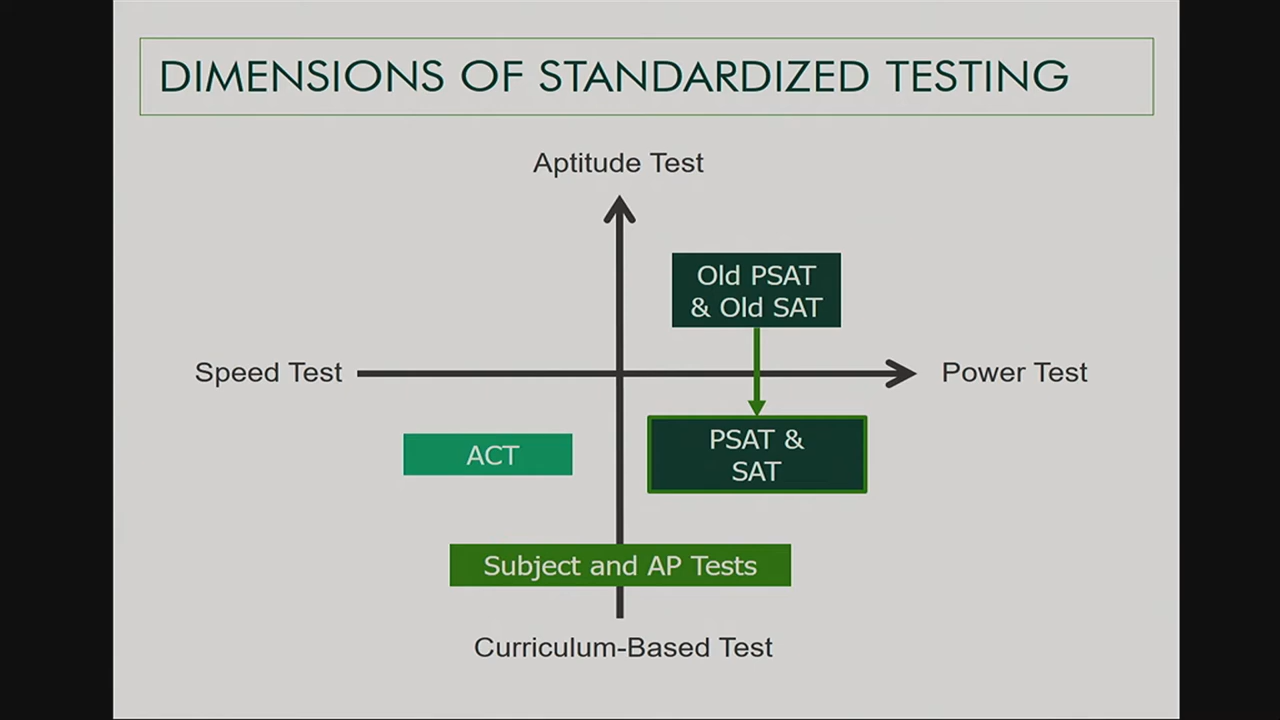 DIMENSIONS OF STANDARDIZED TESTING
Aptitude Test
Old PSAT
& Old SAT
Speed Test
Power Test
PSAT &
SAT
ACT
Subject and AP Tests
Curriculum-Based Test